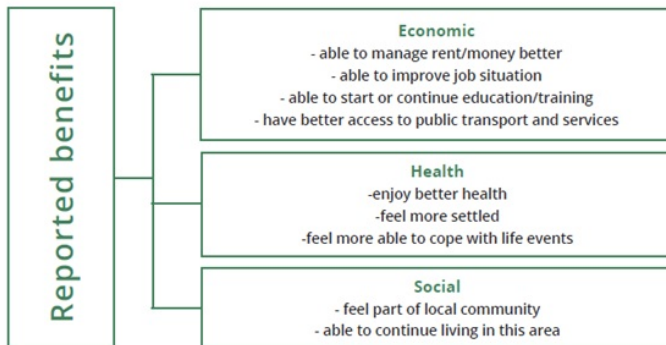 Reported benefits
Economic
- able to manage rent/money better
- able to improve job situation
- able to start or continue education/training
- have better access to public transport and services
Health
-enjoy better health
-feel more settled
-feel more able to cope with life events
Social
- feel part of local community
- able to continue living in this area